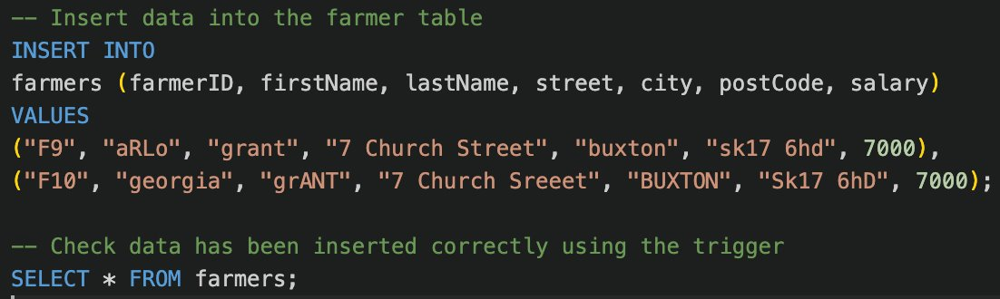 -- Insert data into the farmer table
INSERT INTO
farmers (farmerID, firstName, lastName, street, city, postCode, salary)
VALUES
("F9", "aRLo", "grant", "7 Church Street", "buxton", "sk17 6hd", 7000),
("F10", "georgia", "grANT", "7 Church Sreeet", "BUXTON", "Sk17 6hD", 7000);
-- Check data has been inserted correctly using the trigger
SELECT * FROM farmers;